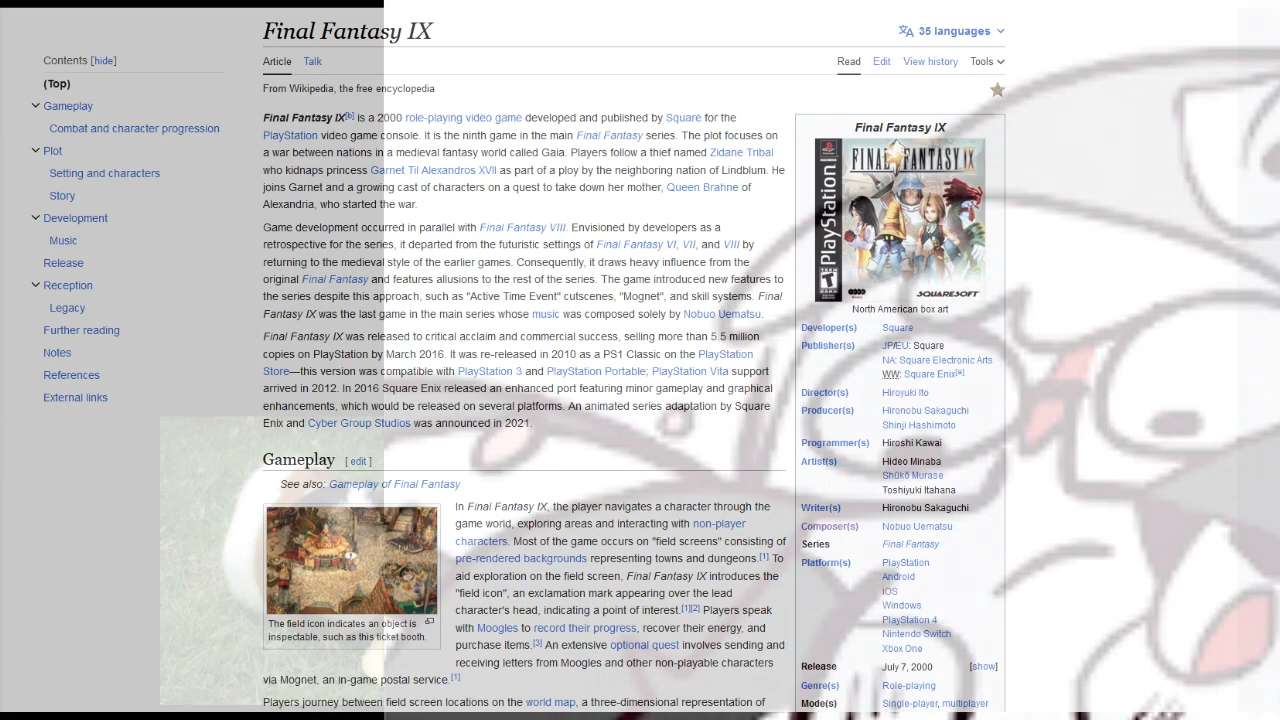 Final Fantasy IX
35 languages
Contents [hide]
(Top)
Gameplay
Combat and character progression
Plot
Setting and characters
Story
Development
Music
Release
Reception
Legacy
Further reading
Notes
References
External links
Article Talk
Read Edit View history Tools
From Wikipedia, the free encyclopedia
Final Fantasy IX[b] is a 2000 role-playing video game developed and published by Square for the
PlayStation video game console. It is the ninth game in the main Final Fantasy series. The plot focuses on
a war between nations in a medieval fantasy world called Gaia. Players follow a thief named Zidane Tribal
who kidnaps princess Garnet Til Alexandros XVII as part of a ploy by the neighboring nation of Lindblum. He
joins Garnet and a growing cast of characters on a quest to take down her mother, Queen Brahne of
Alexandria, who started the war.
Game development occurred in parallel with Final Fantasy VIII. Envisioned by developers as a
retrospective for the series, it departed from the futuristic settings of Final Fantasy VI, VII, and VIII by
returning to the medieval style of the earlier games. Consequently, it draws heavy influence from the
original Final Fantasy and features allusions to the rest of the series. The game introduced new features to
the series despite this approach, such as "Active Time Event" cutscenes, "Mognet", and skill systems. Final
Fantasy IX was the last game in the main series whose music was composed solely by Nobuo Uematsu.
Final Fantasy IX was released to critical acclaim and commercial success, selling more than 5.5 million
copies on PlayStation by March 2016. It was re-released in 2010 as a PS1 Classic on the PlayStation
Store—this version was compatible with PlayStation 3 and PlayStation Portable; PlayStation Vita support
arrived in 2012. In 2016 Square Enix released an enhanced port featuring minor gameplay and graphical
enhancements, which would be released on several platforms. An animated series adaptation by Square
Enix and Cyber Group Studios was announced in 2021.
Gameplay [ edit ]
See also: Gameplay of Final Fantasy
The field icon indicates an object is
inspectable, such as this ticket booth.
In Final Fantasy IX, the player navigates a character through the
game world, exploring areas and interacting with non-player
characters. Most of the game occurs on "field screens" consisting of
pre-rendered backgrounds representing towns and dungeons.[1] To
aid exploration on the field screen, Final Fantasy IX introduces the
"field icon", an exclamation mark appearing over the lead
character's head, indicating a point of interest.[1][2] Players speak
with Moogles to record their progress, recover their energy, and
purchase items.[3] An extensive optional quest involves sending and
receiving letters from Moogles and other non-playable characters
via Mognet, an in-game postal service.[1]
Players journey between field screen locations on the world map, a three-dimensional representation of
Final Fantasy IX
PlayStation
FINAL FANTASY IX
SQUARESOFT
North American box art
Developer(s) Square
Publisher(s) JP/EU: Square
NA: Square Electronic Arts
WW: Square Enix[a]
Director(s) Hiroyuki Ito
Producer(s) Hironobu Sakaguchi
Shinji Hashimoto
Programmer(s) Hiroshi Kawai
Artist(s) Hideo Minaba
Shūkō Murase
Toshiyuki Itahana
Writer(s) Hironobu Sakaguchi
Composer(s) Nobuo Uematsu
Series Final Fantasy
Platform(s) PlayStation
Android
iOS
Windows
PlayStation 4
Nintendo Switch
Xbox One
Release July 7, 2000 [show]
Genre(s) Role-playing
Mode(s) Single-player, multiplayer